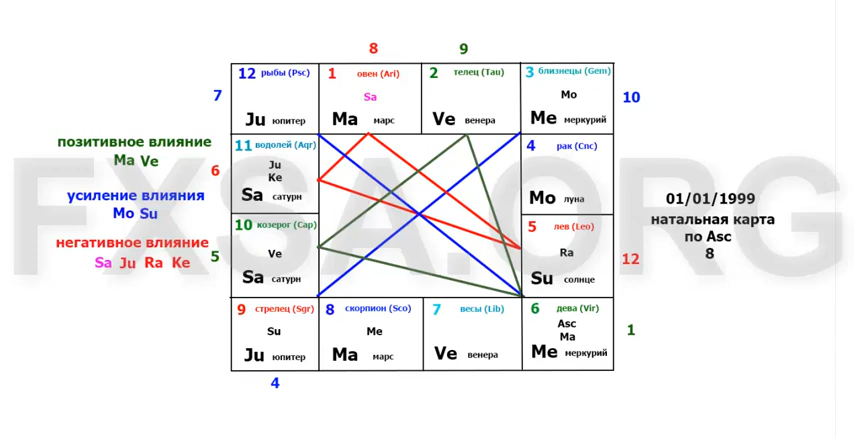 8
9
12 рыбы (Psc)
Ju юпитер
1 овен (Ari)
Sa
Ma марс
2 телец (Tau)
Ve венера
3 близнецы (Gem)
Mo
Me меркурий
7
10
позитивное влияние
Ma Ve
усиление влияния
Mo Su
негативное влияние
Sa Ju Ra Ke
6
11 водолей (Aqr)
Ju
Ke
Sa сатурн
4 рак (Cnc)
Mo луна
01/01/1999
натальная карта
по Asc
8
5
10 козерог (Cap)
Ve
Sa сатурн
5 лев (Leo)
Ra
Su солнце
12
9 стрелец (Sgr)
Su
Ju юпитер
8 скорпион (Sco)
Me
Ma марс
7 весы (Lib)
Ve венера
6 дева (Vir)
Asc
Ma
Me меркурий
1
4
FXSA.ORG